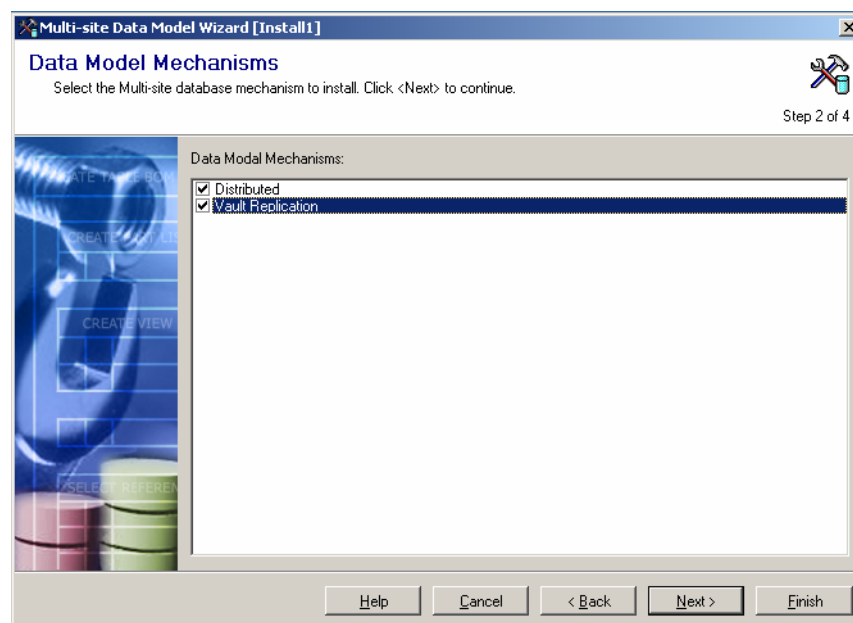 Multi-site Data Model Wizard [Install1]
Data Model Mechanisms
Select the Multi-site database mechanism to install. Click <Next> to continue.
Step 2 of 4
Data Modal Mechanisms:
Distributed
Vault Replication
CREATE VIEW
Help
Cancel
< Back
Next >
Finish